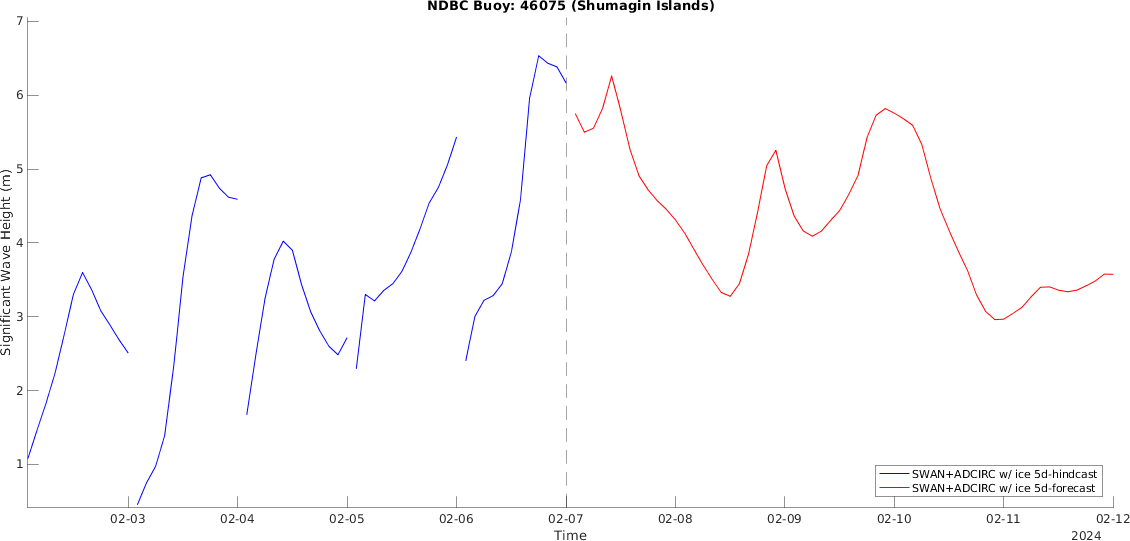 NDBC Buoy: 46075 (Shumagin Islands)
7
6
5
4
3
2
1
Significant Wave Height (m)
SWAN+ADCIRC w/ ice 5d-hindcast
SWAN+ADCIRC w/ ice 5d-forecast
02-03 02-04 02-05 02-06 02-07 02-08 02-09 02-10 02-11 02-12
Time
2024